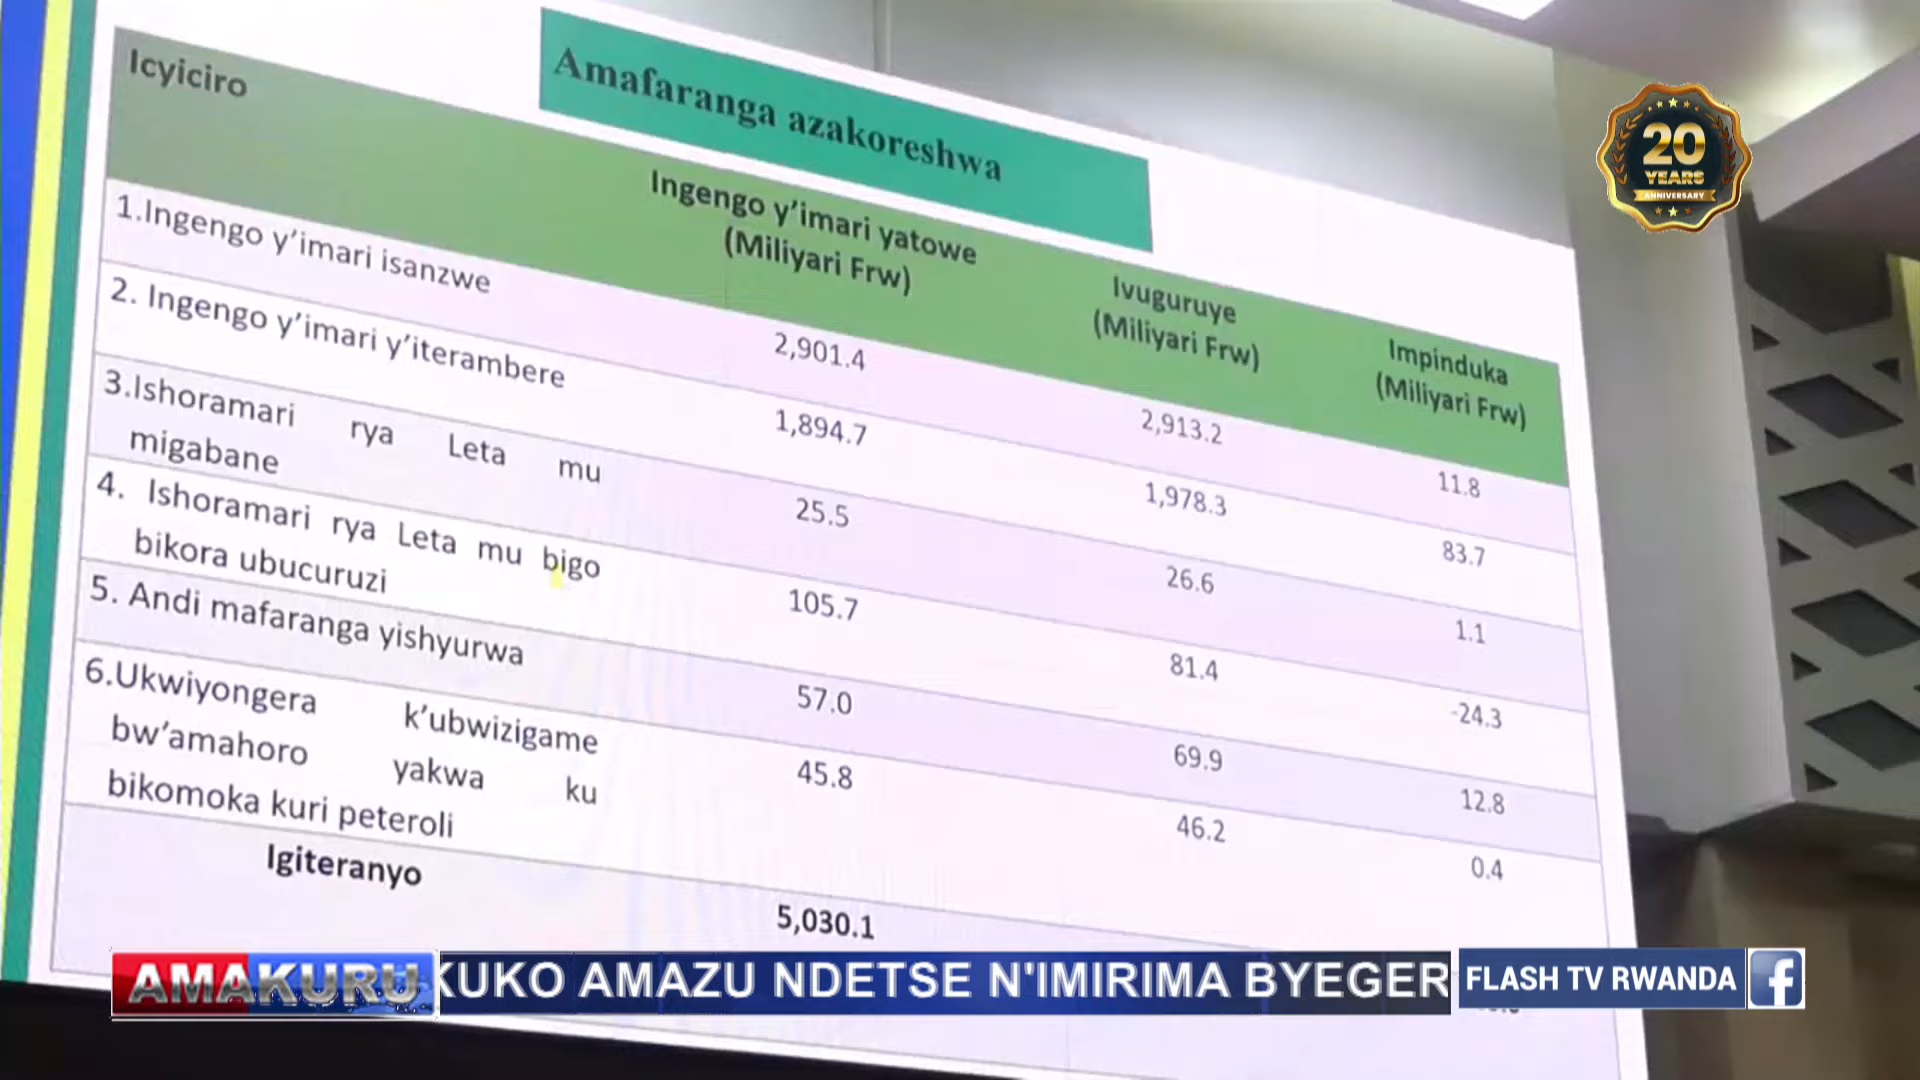 Amafaranga azakoreshwa
Icyiciro
Ingengo y'imari yatowe
(Miliyari Frw)
Ivuguruye
(Miliyari Frw)
Impinduka
(Miliyari Frw)
1.Ingengo y'imari isanzwe
2,901.4
2,913.2
11.8
2. Ingengo y'imari y'iterambere
1,894.7
1,978.3
83.7
3.Ishoramari rya Leta mu
migabane
25.5
26.6
1.1
4. Ishoramari rya Leta mu bigo
bikora ubucuruzi
105.7
81.4
-24.3
5. Andi mafaranga yishyurwa
57.0
69.9
12.8
6.Ukwiyongera k'ubwizigame
bw'amahoro yakwa ku
bikomoka kuri peteroli
45.8
46.2
0.4
Igiteranyo
5,030.1
20
YEARS
ANNIVERSARY
AMAKURU
KUKO AMAZU NDETSE N'IMIRIMA BYEGER
FLASH TV RWANDA
f